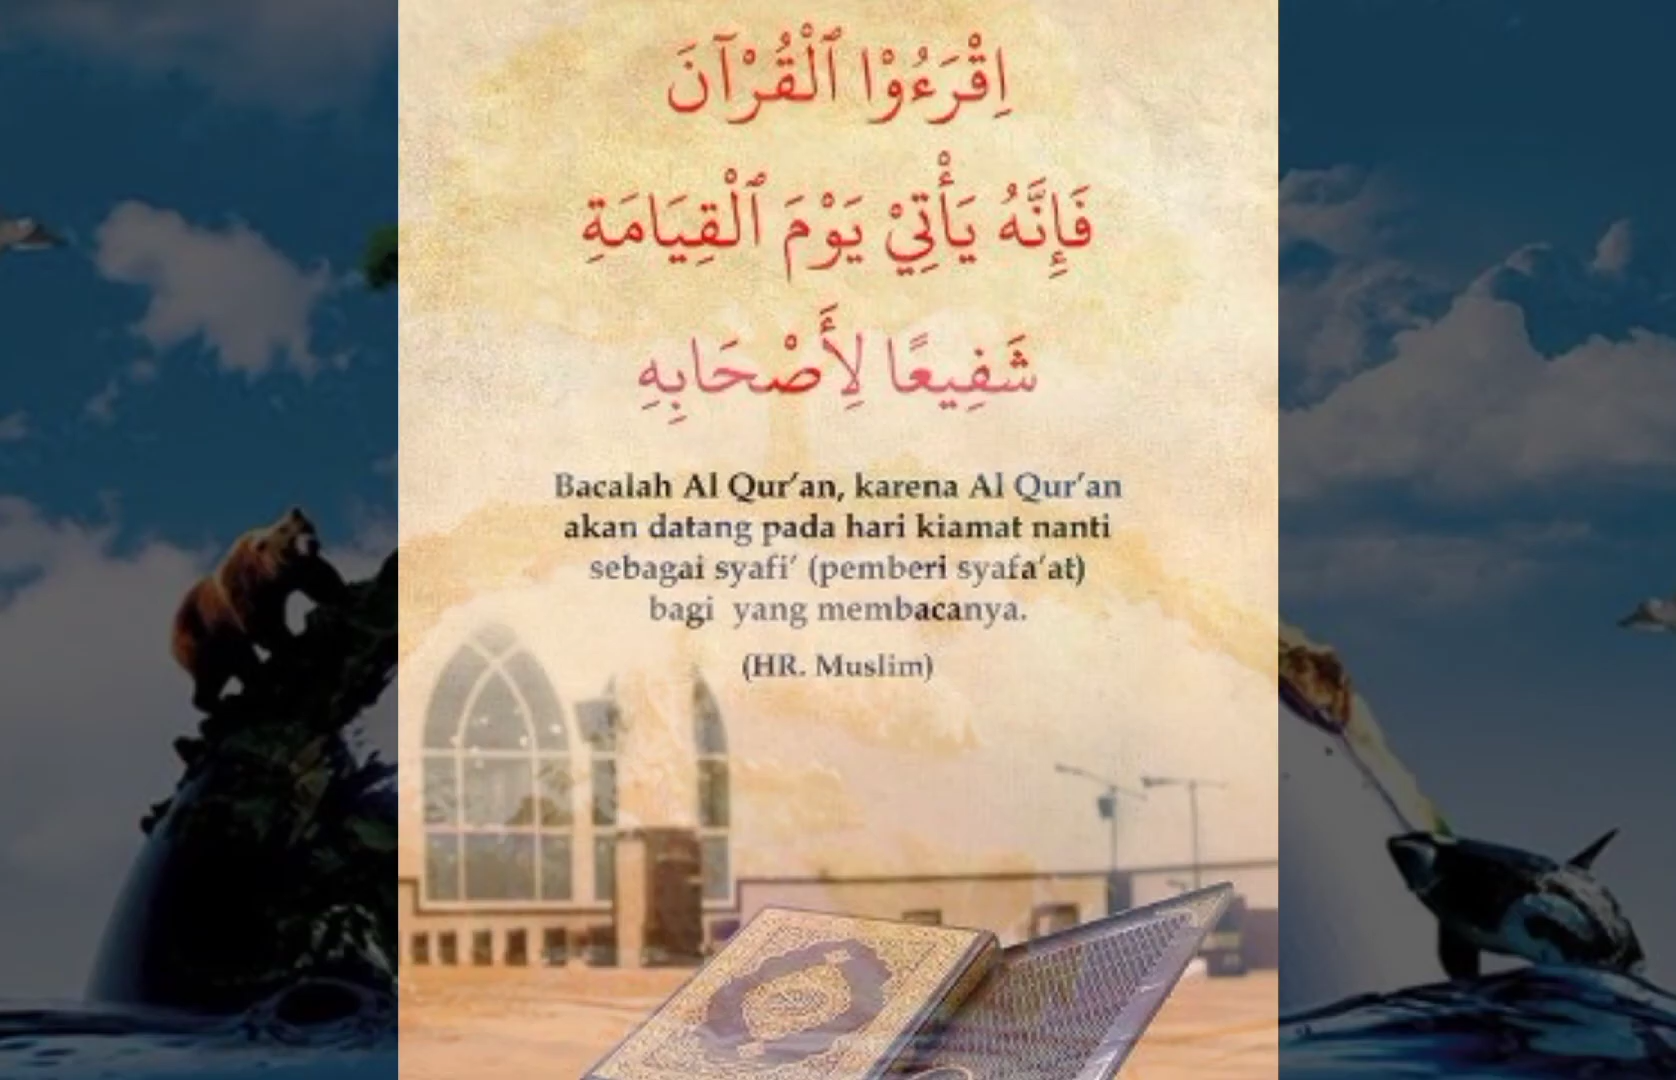 اِقْرَءُوْا ٱلْقُرْآنَ
فَإِنَّهُ يَأْتِيْ يَوْمَ ٱلْقِيَامَةِ
شَفِيعًا لِأَصْحَابِهِ
Bacalah Al Qur’an, karena Al Qur’an
akan datang pada hari kiamat nanti
sebagai syafi’ (pemberi syafa’at)
bagi  yang membacanya.
(HR. Muslim)